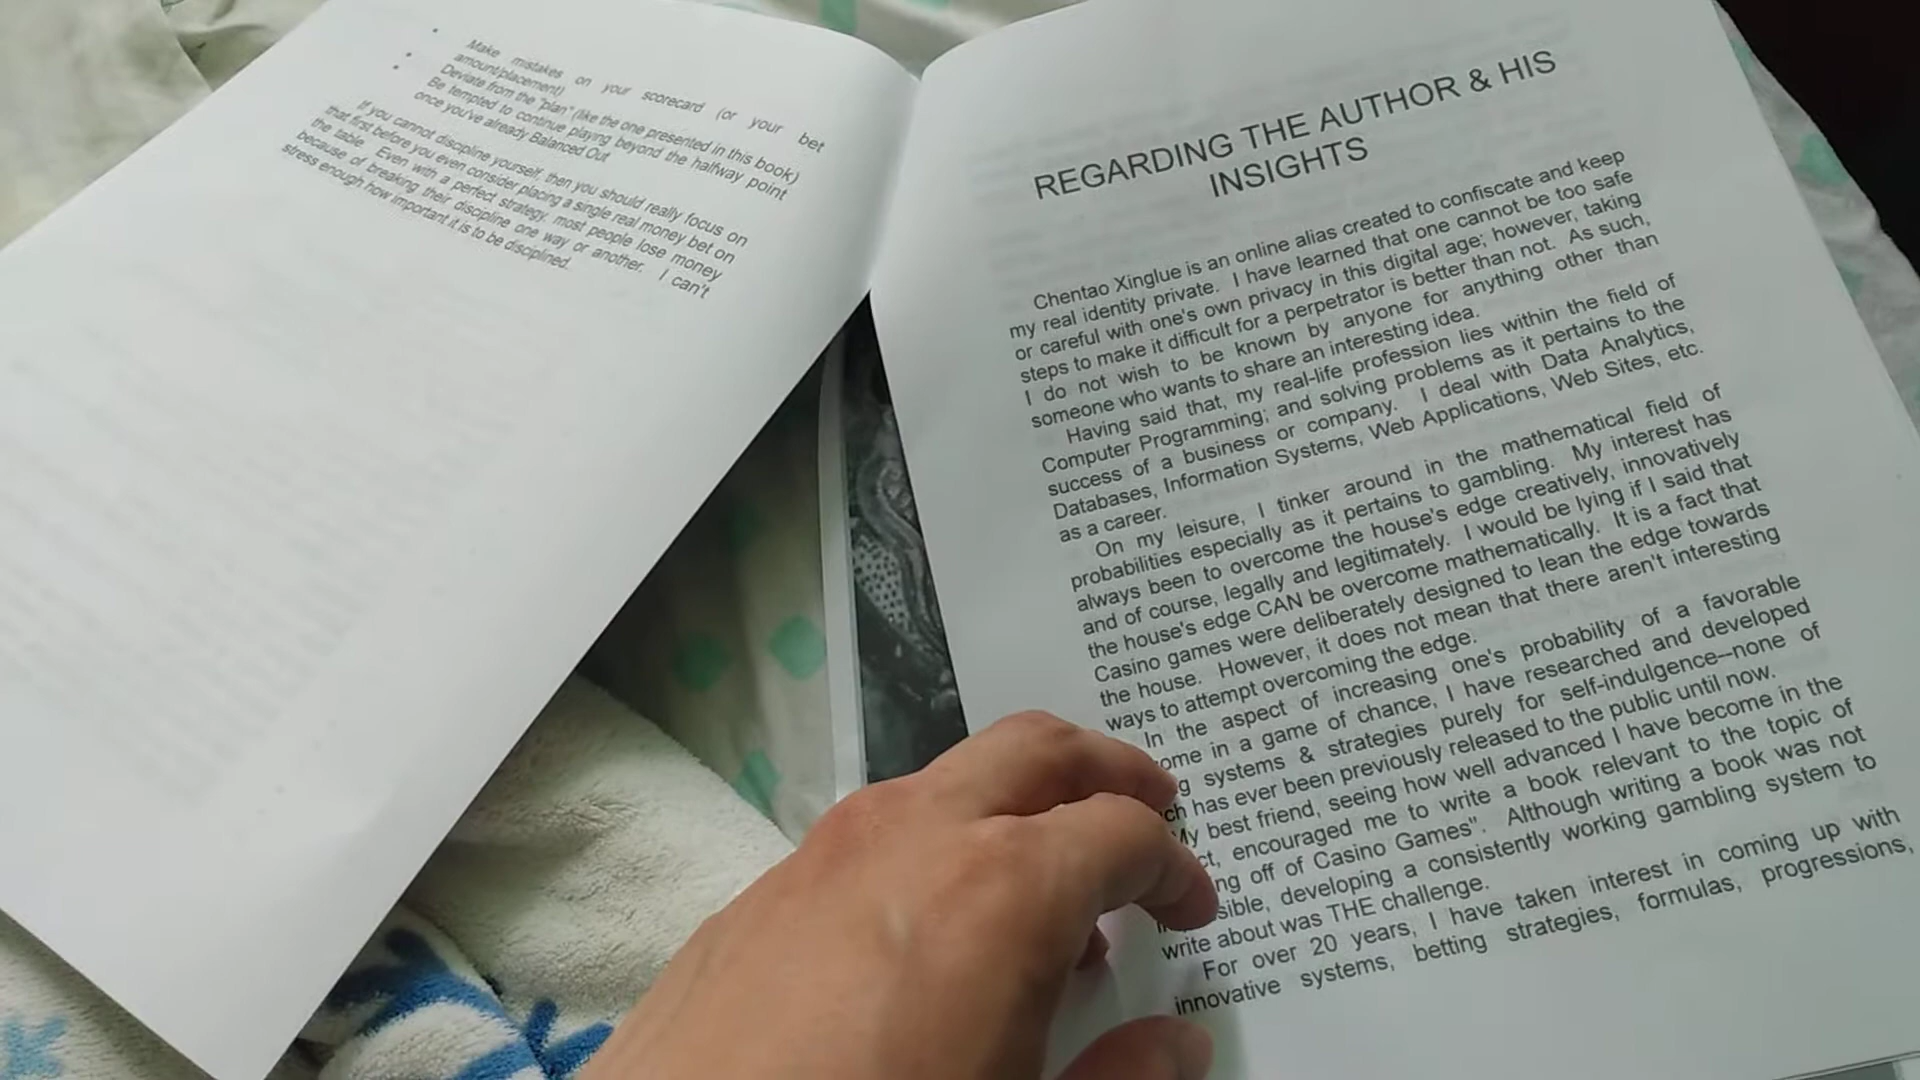 Make mistakes on your scorecard (or your bet
amount/placement)
Deviate from the "plan" (like the one presented in this book)
Be tempted to continue playing beyond the halfway point
once you've already Balanced Out
If you cannot discipline yourself, then you should really focus on
that first before you even consider placing a single real money bet on
the table. Even with a perfect strategy, most people lose money
because of breaking their discipline one way or another. I can't
stress enough how important it is to be disciplined.
REGARDING THE AUTHOR & HIS
INSIGHTS
Chentao Xinglue is an online alias created to confiscate and keep
my real identity private. I have learned that one cannot be too safe
or careful with one's own privacy in this digital age; however, taking
steps to make it difficult for a perpetrator is better than not. As such,
I do not wish to be known by anyone for anything other than
someone who wants to share an interesting idea.
Having said that, my real-life profession lies within the field of
Computer Programming; and solving problems as it pertains to the
success of a business or company. I deal with Data Analytics,
Databases, Information Systems, Web Applications, Web Sites, etc.
as a career.
On my leisure, I tinker around in the mathematical field of
probabilities especially as it pertains to gambling. My interest has
always been to overcome the house's edge creatively, innovatively
and of course, legally and legitimately. I would be lying if I said that
the house's edge CAN be overcome mathematically. It is a fact that
Casino games were deliberately designed to lean the edge towards
the house. However, it does not mean that there aren't interesting
ways to attempt overcoming the edge.
In the aspect of increasing one's probability of a favorable
ome in a game of chance, I have researched and developed
g systems & strategies purely for self-indulgence--none of
ch has ever been previously released to the public until now.
My best friend, seeing how well advanced I have become in the
ct, encouraged me to write a book relevant to the topic of
ng off of Casino Games". Although writing a book was not
sible, developing a consistently working gambling system to
write about was THE challenge.
For over 20 years, I have taken interest in coming up with
innovative systems, betting strategies, formulas, progressions,